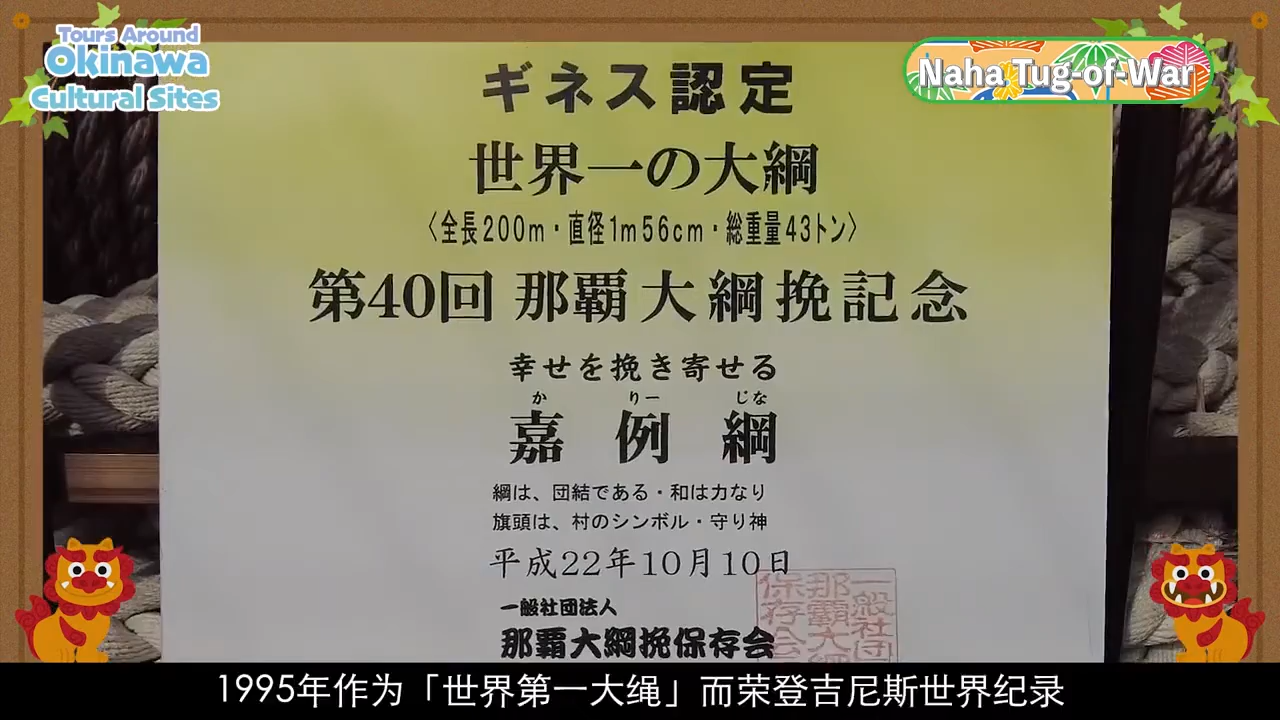 Tours Around
Okinawa
Cultural Sites
Naha Tug-of-War
ギネス認定
世界一の大綱
〈全長200m・直径1m56cm・総重量43トン〉
第40回 那覇大綱挽記念
幸せを挽き寄せる
か りー じな
嘉 例 綱
綱は、団結である・和は力なり
旗頭は、村のシンボル・守り神
平成22年10月10日
一般社団法人
那覇大綱挽保存会
1995年作为「世界第一大绳」而荣登吉尼斯世界纪录